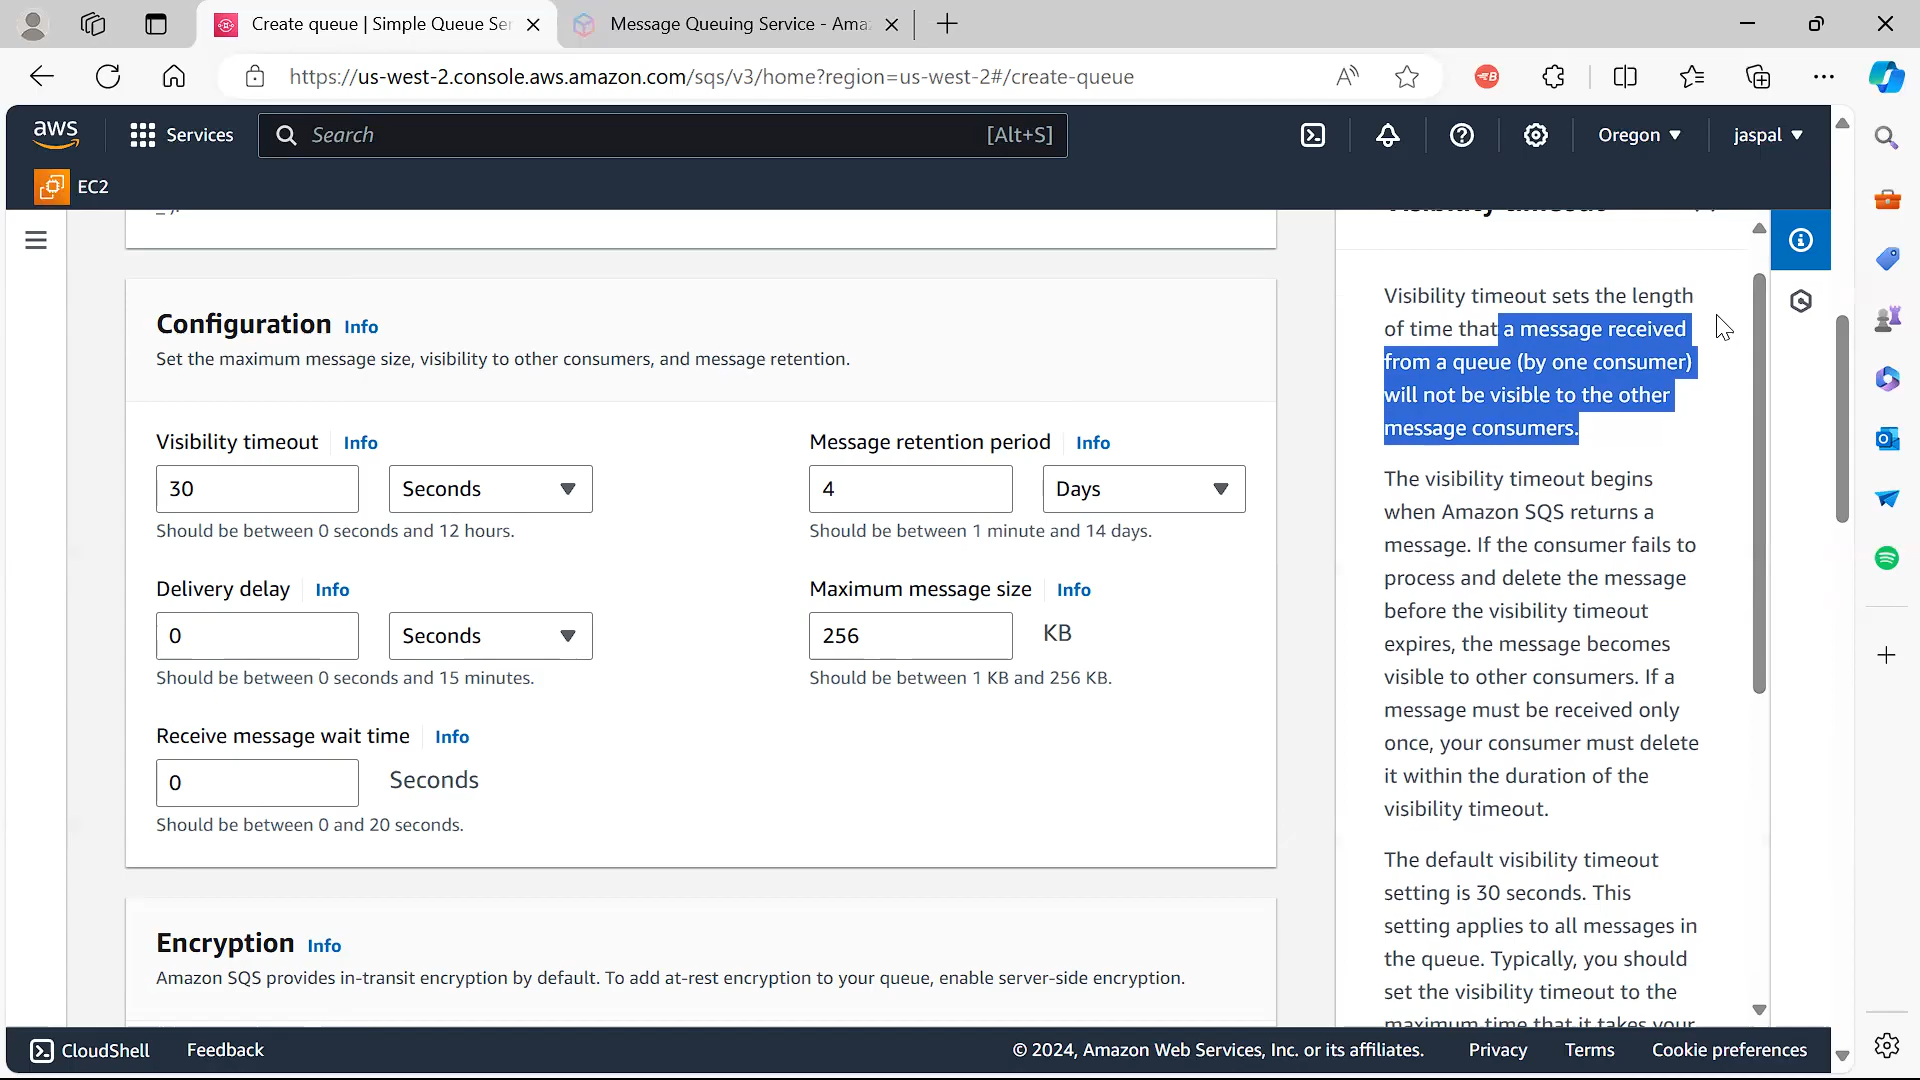 Create queue | Simple Queue Se
Message Queuing Service - Ama
https://us-west-2.console.aws.amazon.com/sqs/v3/home?region=us-west-2#/create-queue
aws
Services
Search
[Alt+S]
Oregon
jaspal
EC2
Configuration Info
Set the maximum message size, visibility to other consumers, and message retention.
Visibility timeout Info
30
Seconds
Should be between 0 seconds and 12 hours.
Message retention period Info
4
Days
Should be between 1 minute and 14 days.
Delivery delay Info
0
Seconds
Should be between 0 seconds and 15 minutes.
Maximum message size Info
256
KB
Should be between 1 KB and 256 KB.
Receive message wait time Info
0
Seconds
Should be between 0 and 20 seconds.
Encryption Info
Amazon SQS provides in-transit encryption by default. To add at-rest encryption to your queue, enable server-side encryption.
Visibility timeout sets the length
of time that a message received
from a queue (by one consumer)
will not be visible to the other
message consumers.
The visibility timeout begins
when Amazon SQS returns a
message. If the consumer fails to
process and delete the message
before the visibility timeout
expires, the message becomes
visible to other consumers. If a
message must be received only
once, your consumer must delete
it within the duration of the
visibility timeout.
The default visibility timeout
setting is 30 seconds. This
setting applies to all messages in
the queue. Typically, you should
set the visibility timeout to the
maximum time that it takes your
CloudShell
Feedback
© 2024, Amazon Web Services, Inc. or its affiliates.
Privacy
Terms
Cookie preferences